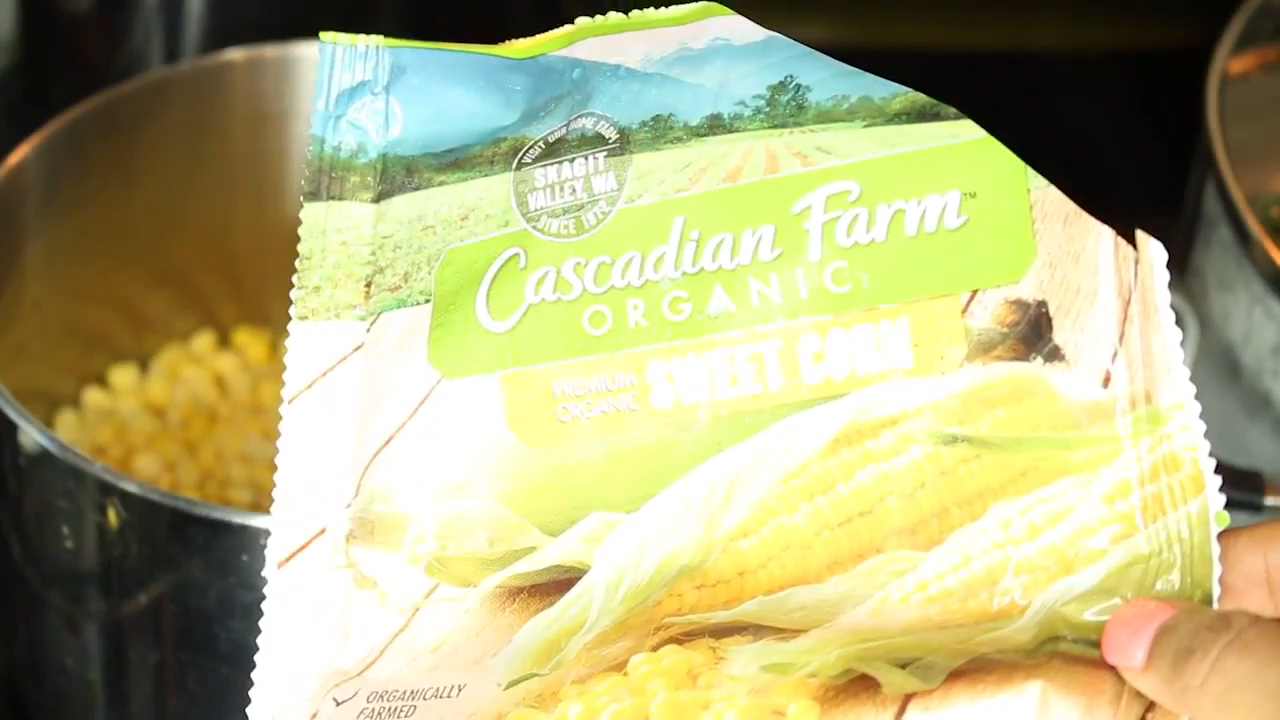 VISIT OUR HOME FARM
SKAGIT
VALLEY, WA
SINCE 1972
Cascadian Farm™
ORGANIC
PREMIUM
ORGANIC
SWEET CORN
ORGANICALLY
FARMED